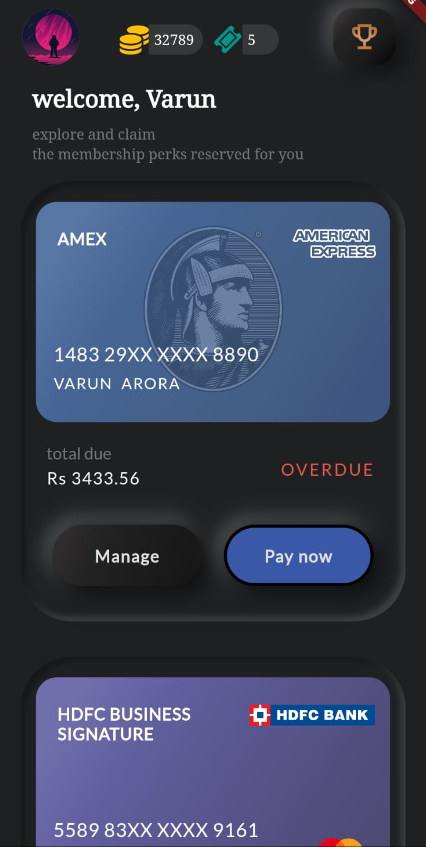 32789
5
welcome, Varun
explore and claim
the membership perks reserved for you
AMEX
AMERICAN
EXPRESS
1483 29XX XXXX 8890
VARUN ARORA
total due
Rs 3433.56
OVERDUE
Manage
Pay now
HDFC BUSINESS
SIGNATURE
HDFC BANK
5589 83XX XXXX 9161